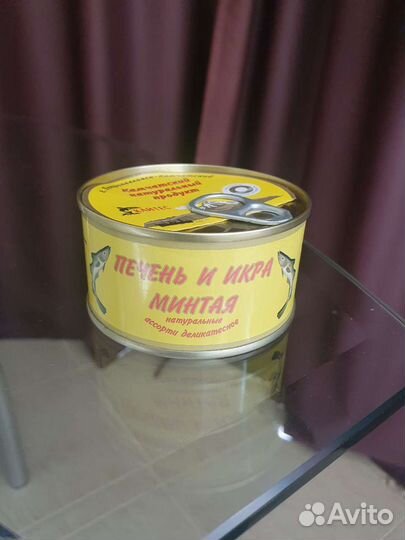 Камчатский
натуральный
продукт
ПЕЧЕНЬ И ИКРА
МИНТАЯ
натуральные
ассорти деликатесное
Avito